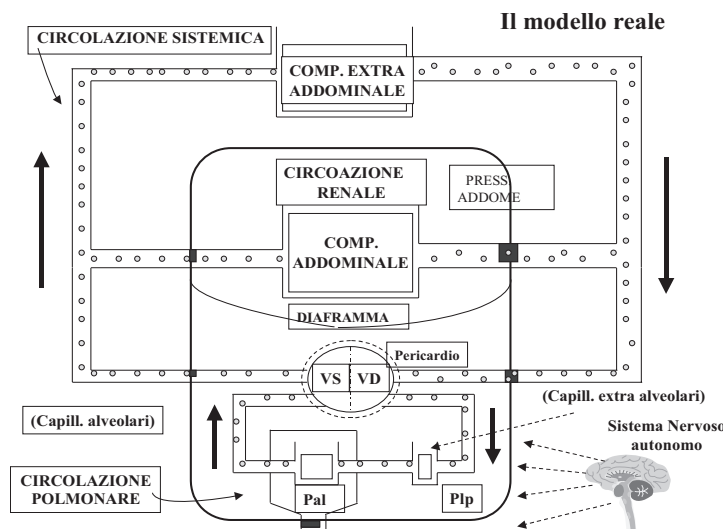 Il modello reale
CIRCOLAZIONE SISTEMICA
COMP. EXTRA
ADDOMINALE
CIRCOAZIONE
RENALE
PRESS.
ADDOME
COMP.
ADDOMINALE
DIAFRAMMA
Pericardio
VS VD
(Capill. extra alveolari)
(Capill. alveolari)
Sistema Nervoso
autonomo
CIRCOLAZIONE
POLMONARE
Pal
Plp